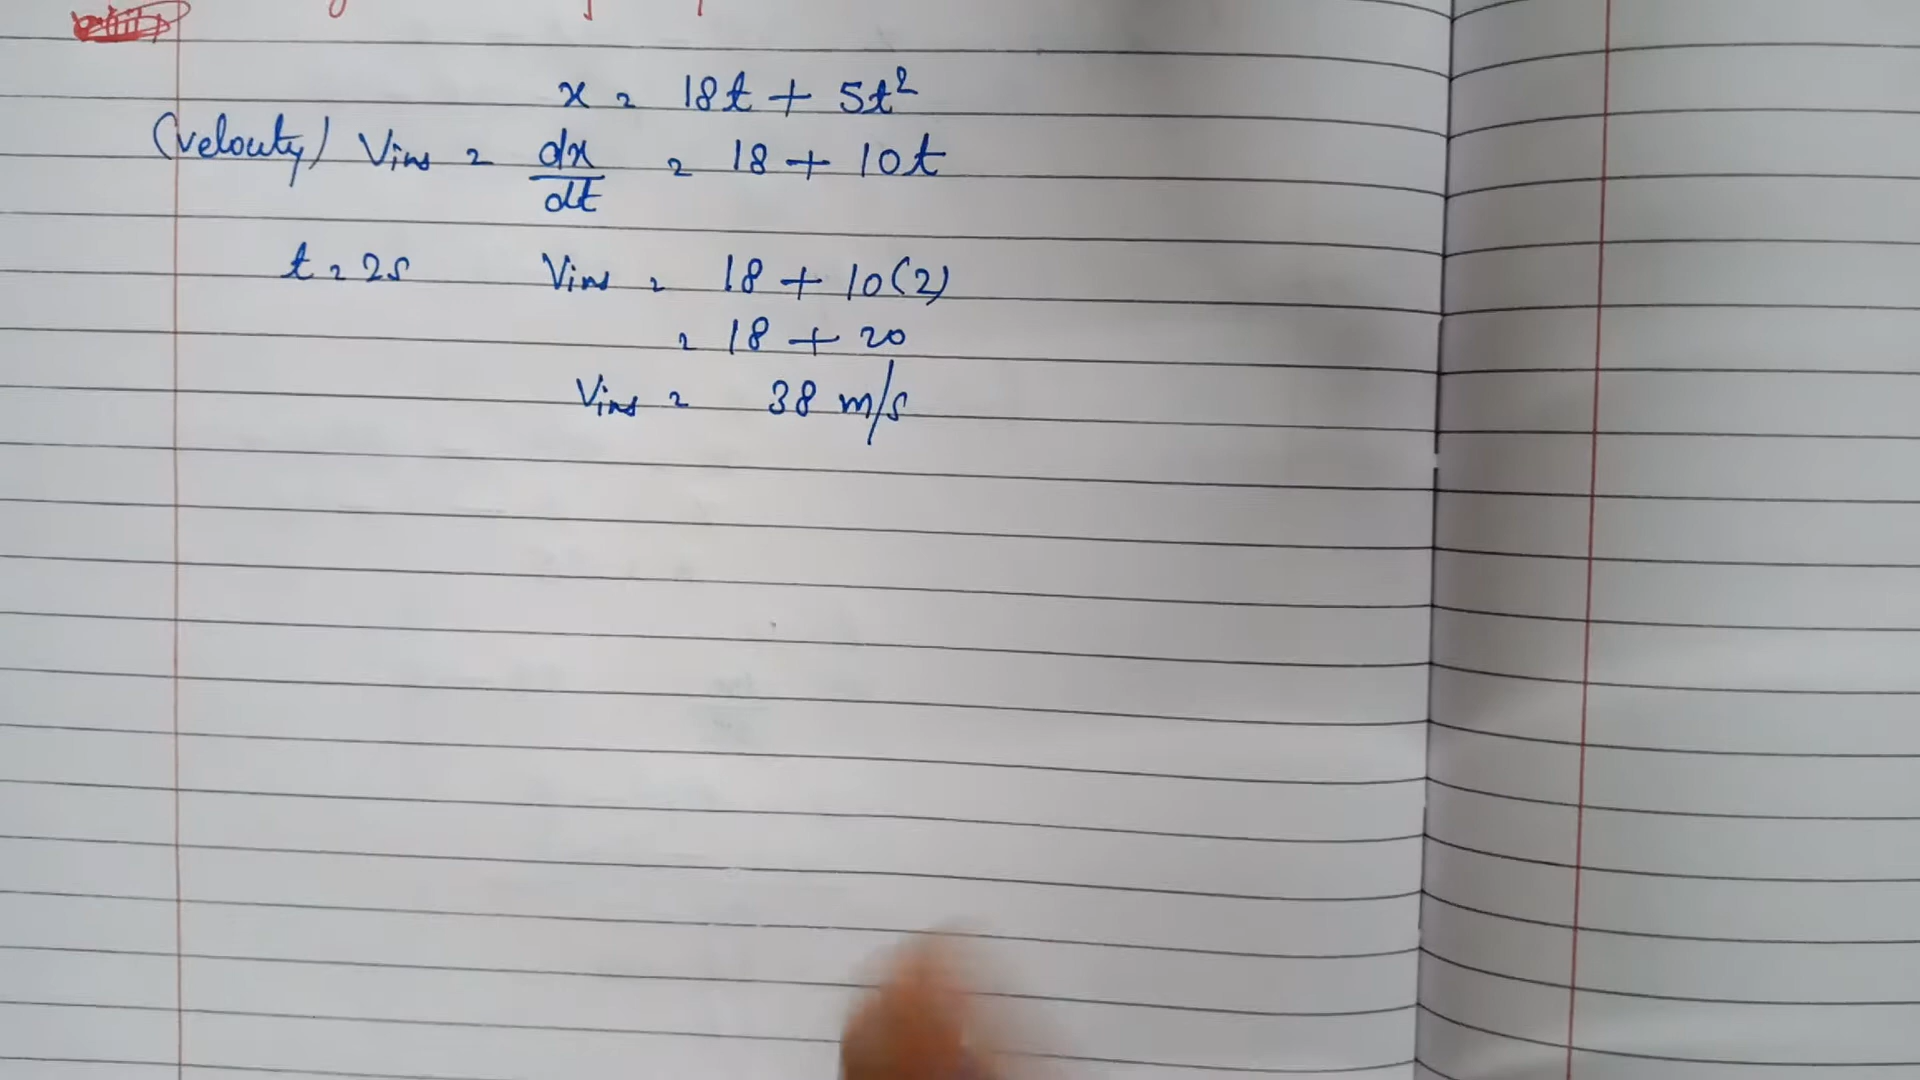 x = 18t + 5t²
(velocity) Vins = dx/dt = 18 + 10t
t = 2s Vins = 18 + 10(2)
= 18 + 20
Vins = 38 m/s